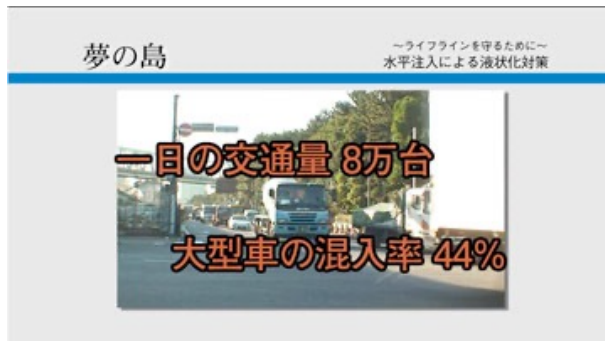 夢の島
～ライフラインを守るために～
水平注入による液状化対策
一日の交通量 8万台
大型車の混入率 44%